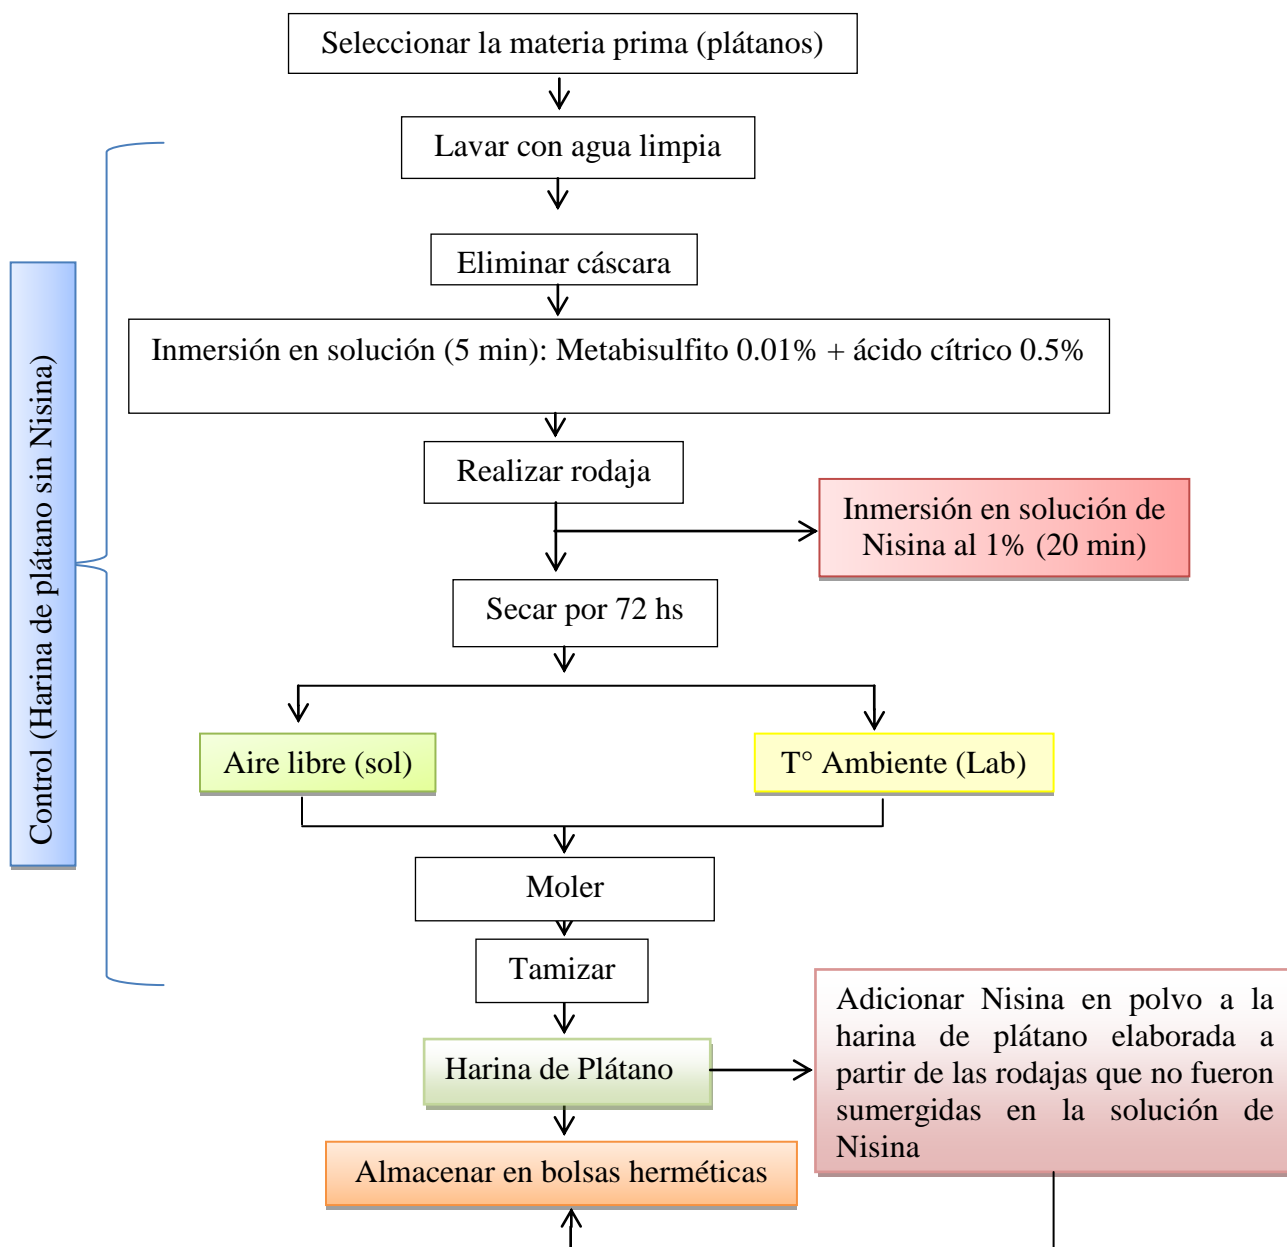 Seleccionar la materia prima (plátanos)
Lavar con agua limpia
Eliminar cáscara
Inmersión en solución (5 min): Metabisulfito 0.01% + ácido cítrico 0.5%
Realizar rodaja
Inmersión en solución de
Nisina al 1% (20 min)
Secar por 72 hs
Aire libre (sol)
T° Ambiente (Lab)
Moler
Tamizar
Harina de Plátano
Adicionar Nisina en polvo a la
harina de plátano elaborada a
partir de las rodajas que no fueron
sumergidas en la solución de
Nisina
Almacenar en bolsas herméticas
Control (Harina de plátano sin Nisina)